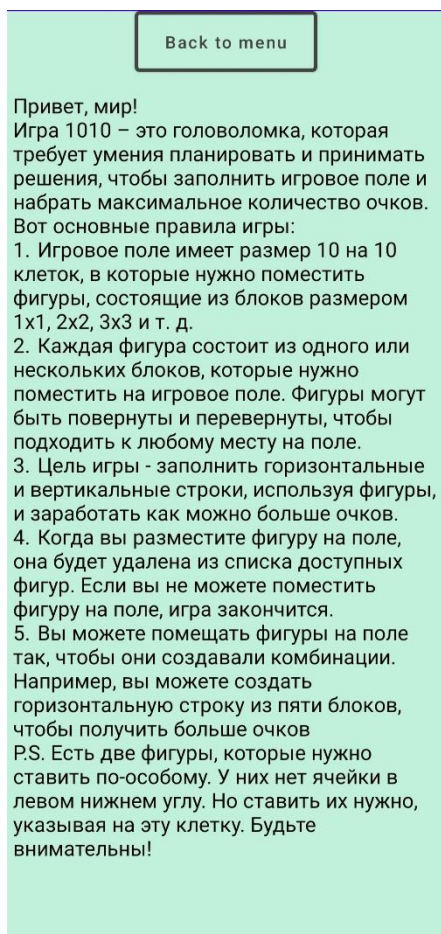 Back to menu
Привет, мир!
Игра 1010 – это головоломка, которая
требует умения планировать и принимать
решения, чтобы заполнить игровое поле и
набрать максимальное количество очков.
Вот основные правила игры:
1. Игровое поле имеет размер 10 на 10
клеток, в которые нужно поместить
фигуры, состоящие из блоков размером
1x1, 2x2, 3x3 и т. д.
2. Каждая фигура состоит из одного или
нескольких блоков, которые нужно
поместить на игровое поле. Фигуры могут
быть повернуты и перевернуты, чтобы
подходить к любому месту на поле.
3. Цель игры - заполнить горизонтальные
и вертикальные строки, используя фигуры,
и заработать как можно больше очков.
4. Когда вы разместите фигуру на поле,
она будет удалена из списка доступных
фигур. Если вы не можете поместить
фигуру на поле, игра закончится.
5. Вы можете помещать фигуры на поле
так, чтобы они создавали комбинации.
Например, вы можете создать
горизонтальную строку из пяти блоков,
чтобы получить больше очков
P.S. Есть две фигуры, которые нужно
ставить по-особому. У них нет ячейки в
левом нижнем углу. Но ставить их нужно,
указывая на эту клетку. Будьте
внимательны!